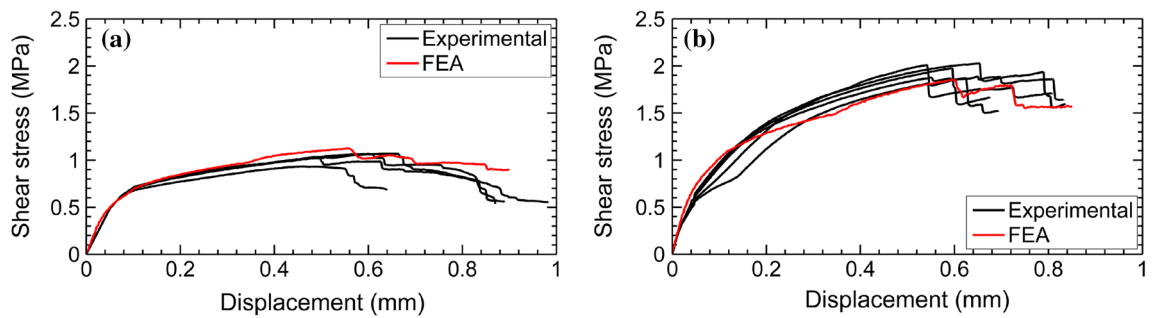 (a)
Experimental
FEA
Shear stress (MPa)
2.5
2
1.5
1
0.5
0
0 0.2 0.4 0.6 0.8 1
Displacement (mm)
(b)
Experimental
FEA
Shear stress (MPa)
2.5
2
1.5
1
0.5
0
0 0.2 0.4 0.6 0.8 1
Displacement (mm)